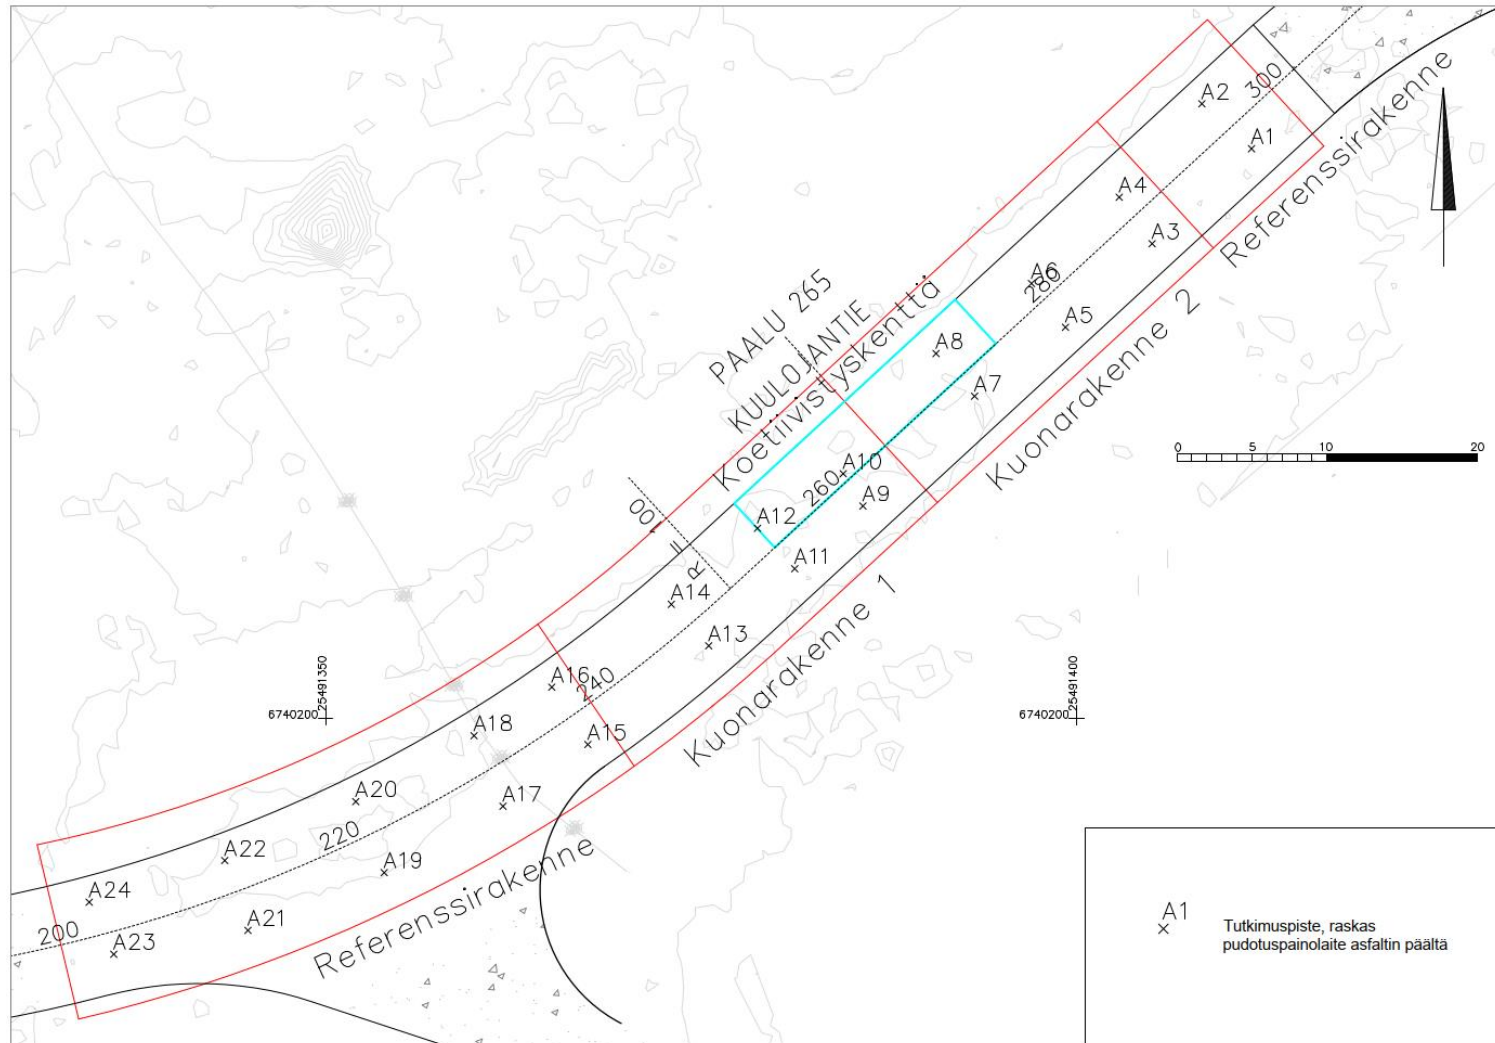 A2
300
A1
Referenssirakenne
A4
A3
A6
280
A5
PAALU 265
KUULOJANTIE
Koetiivistyskenttä
A8
A7
Kuonarakenne 2
0 5 10 20
A10
260
A9
A12
A11
R = 100
A14
A13
Kuonarakenne 1
A16
240
A15
6740200
25491350
6740200
25491400
A18
A17
A20
220
A19
A22
A21
Referenssirakenne
A24
200
A23
A1
Tutkimuspiste, raskas
pudotuspainolaite asfaltin päältä